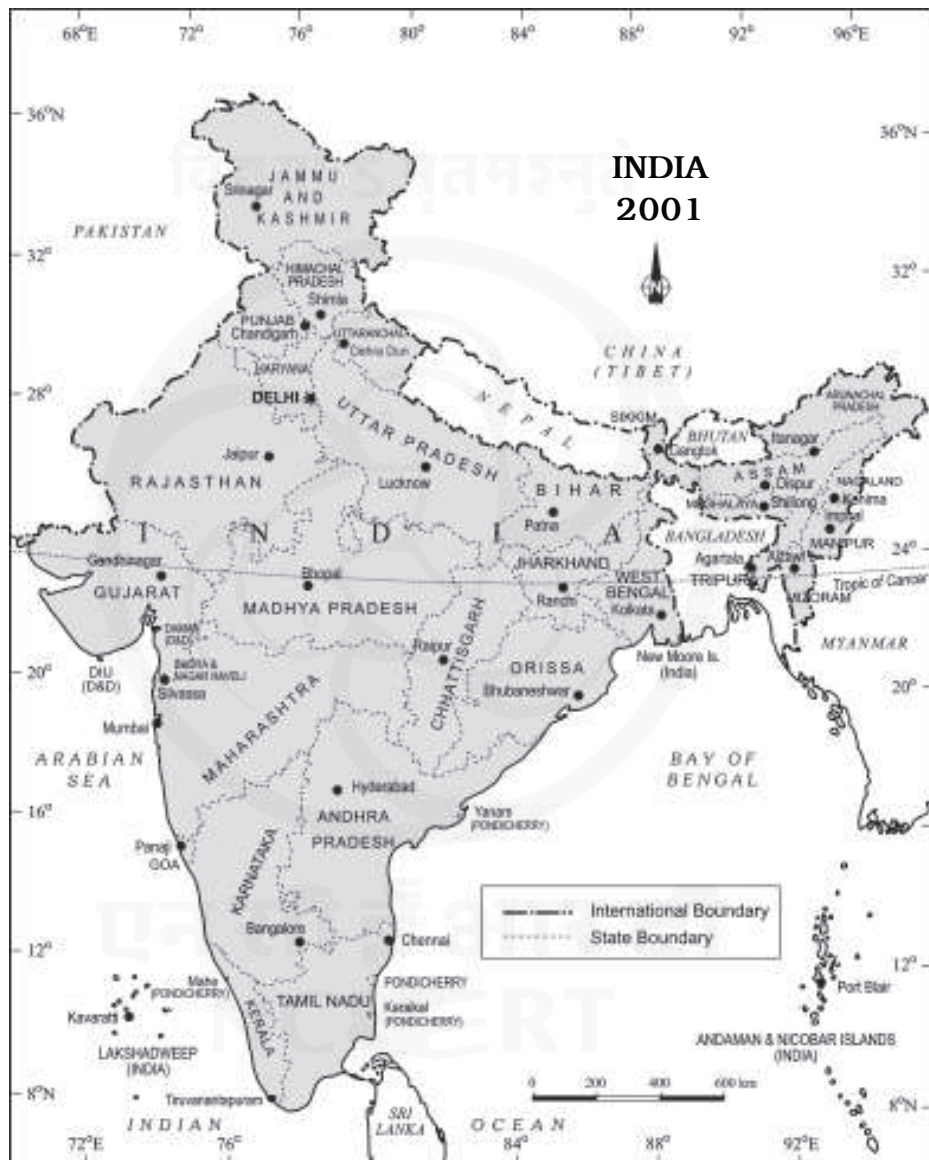 68°E
72°
76°
80°
84°
88°
92°
96°E
36°N
36°N
INDIA
2001
JAMMU
AND
KASHMIR
Srinagar
PAKISTAN
N
32°
32°
HIMACHAL
PRADESH
Shimla
PUNJAB
Chandigarh
UTTARANCHAL
Dehra Dun
CHINA
(TIBET)
HARYANA
DELHI
28°
28°
NEPAL
SIKKIM
Gangtok
BHUTAN
ARUNACHAL
PRADESH
Itanagar
UTTAR PRADESH
Lucknow
Jaipur
RAJASTHAN
BIHAR
Patna
ASSAM
Dispur
NAGALAND
Kohima
MEGHALAYA
Shillong
Imphal
MANIPUR
INDIA
BANGLADESH
24°
24°
Gandhinagar
GUJARAT
Bhopal
MADHYA PRADESH
JHARKHAND
Ranchi
WEST
BENGAL
Kolkata
Agartala
TRIPURA
Aizawl
MIZORAM
Tropic of Cancer
MYANMAR
DAMAN
(D&D)
DIU
(D&D)
DADRA &
NAGAR HAVELI
Silvassa
Raipur
CHHATTISGARH
ORISSA
Bhubaneshwar
New Moore Is.
(India)
20°
20°
Mumbai
MAHARASHTRA
ARABIAN
SEA
BAY OF
BENGAL
Hyderabad
ANDHRA
PRADESH
Yanam
(PONDICHERRY)
16°
16°
Panaji
GOA
KARNATAKA
Bangalore
Chennai
International Boundary
State Boundary
12°
12°
Mahe
(PONDICHERRY)
PONDICHERRY
Karaikal
(PONDICHERRY)
TAMIL NADU
KERALA
Kavaratti
LAKSHADWEEP
(INDIA)
Port Blair
ANDAMAN & NICOBAR ISLANDS
(INDIA)
NCERT
0 200 400 600 km
8°N
8°N
Tiruvanantapuram
INDIAN OCEAN
SRI
LANKA
72°E
76°
84°
88°
92°E